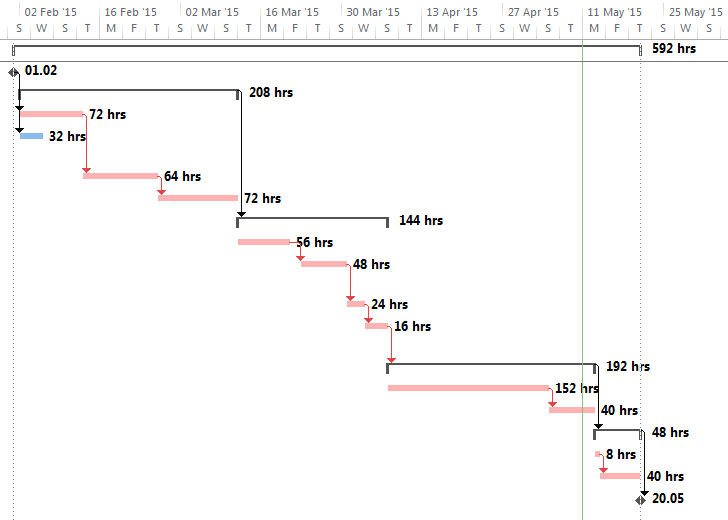 02 Feb '15 16 Feb '15 02 Mar '15 16 Mar '15 30 Mar '15 13 Apr '15 27 Apr '15 11 May '15 25 May '15
S W S T M F T S W S T M F T S W S T M F T S W S T M F T S W S
592 hrs
01.02
208 hrs
72 hrs
32 hrs
64 hrs
72 hrs
144 hrs
56 hrs
48 hrs
24 hrs
16 hrs
192 hrs
152 hrs
40 hrs
48 hrs
8 hrs
40 hrs
20.05